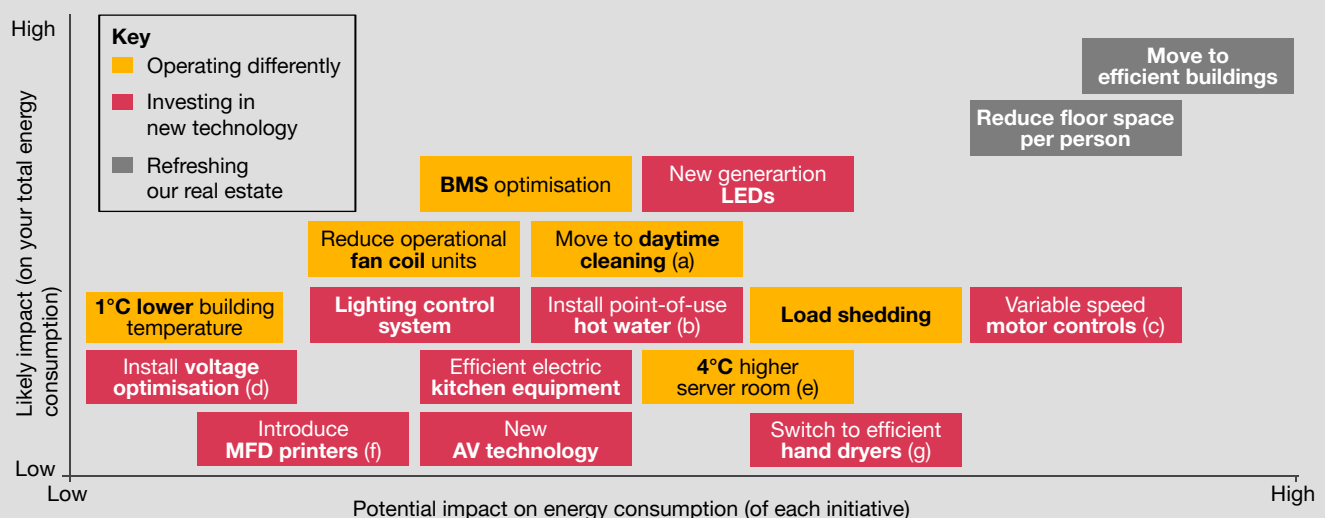 High
Key
Operating differently
Investing in
new technology
Refreshing
our real estate
Move to
efficient buildings
Reduce floor space
per person
BMS optimisation
New generartion
LEDs
Reduce operational
fan coil units
Move to daytime
cleaning (a)
1°C lower building
temperature
Lighting control
system
Install point-of-use
hot water (b)
Load shedding
Variable speed
motor controls (c)
Install voltage
optimisation (d)
Efficient electric
kitchen equipment
4°C higher
server room (e)
Introduce
MFD printers (f)
New
AV technology
Switch to efficient
hand dryers (g)
Likely impact (on your total energy
consumption)
Low
Low
High
Potential impact on energy consumption (of each initiative)